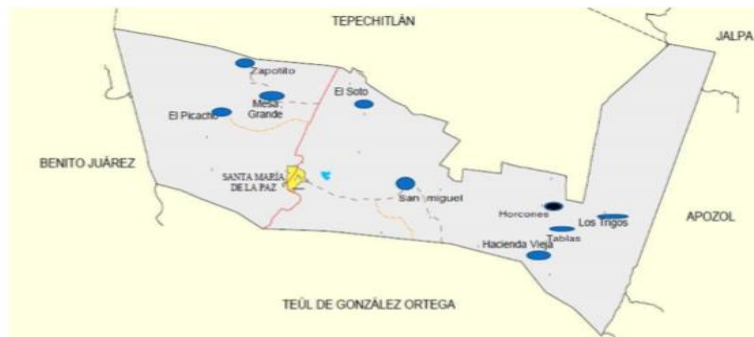 TEPECHITLÁN
JALPA
Zapotito
Mesa
Grande
El Soto
El Picacho
BENITO JUÁREZ
SANTA MARÍA
DE LA PAZ
San miguel
Horcones
Los Trigos
APOZOL
Tablas
Hacienda Vieja
TEÚL DE GONZÁLEZ ORTEGA